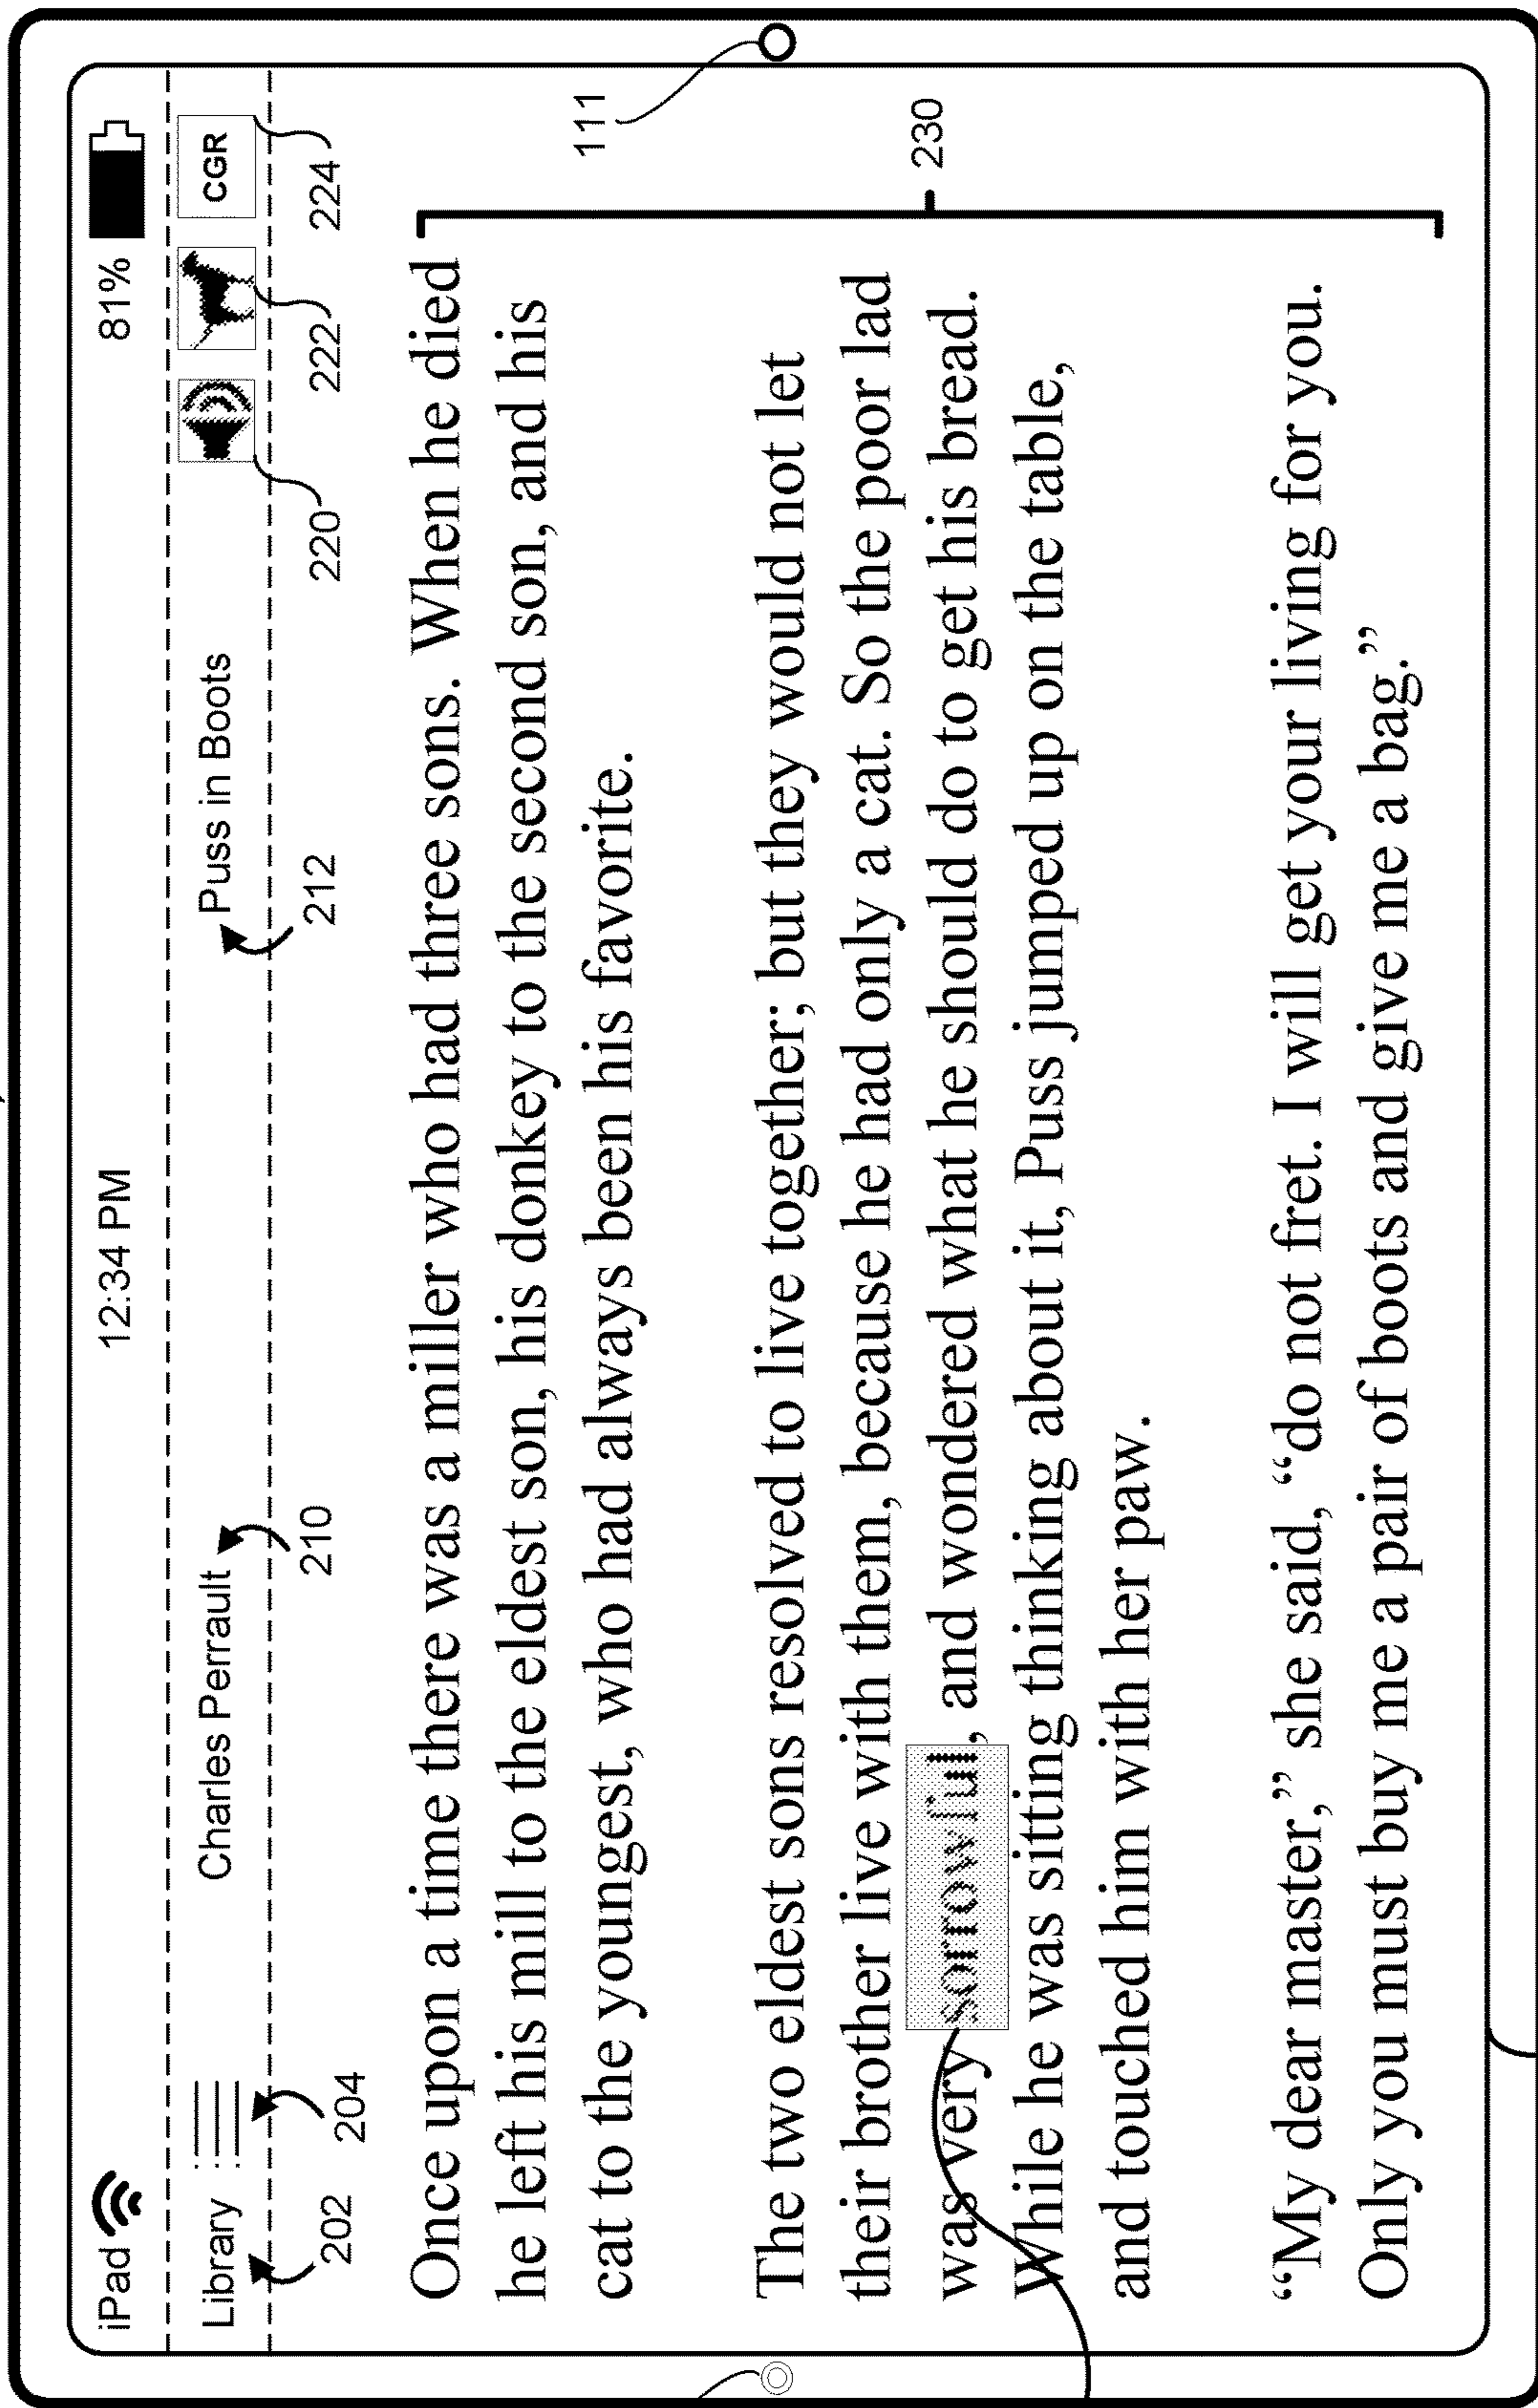 iPad 12:34 PM 81%
Library Charles Perrault Puss in Boots CGR
202 204 210 212 220 222 224
111
Once upon a time there was a miller who had three sons. When he died
he left his mill to the eldest son, his donkey to the second son, and his
cat to the youngest, who had always been his favorite.
The two eldest sons resolved to live together; but they would not let
their brother live with them, because he had only a cat. So the poor lad
was very sorrowful, and wondered what he should do to get his bread.
While he was sitting thinking about it, Puss jumped up on the table,
and touched him with her paw.
230
“My dear master,” she said, “do not fret. I will get your living for you.
Only you must buy me a pair of boots and give me a bag.”